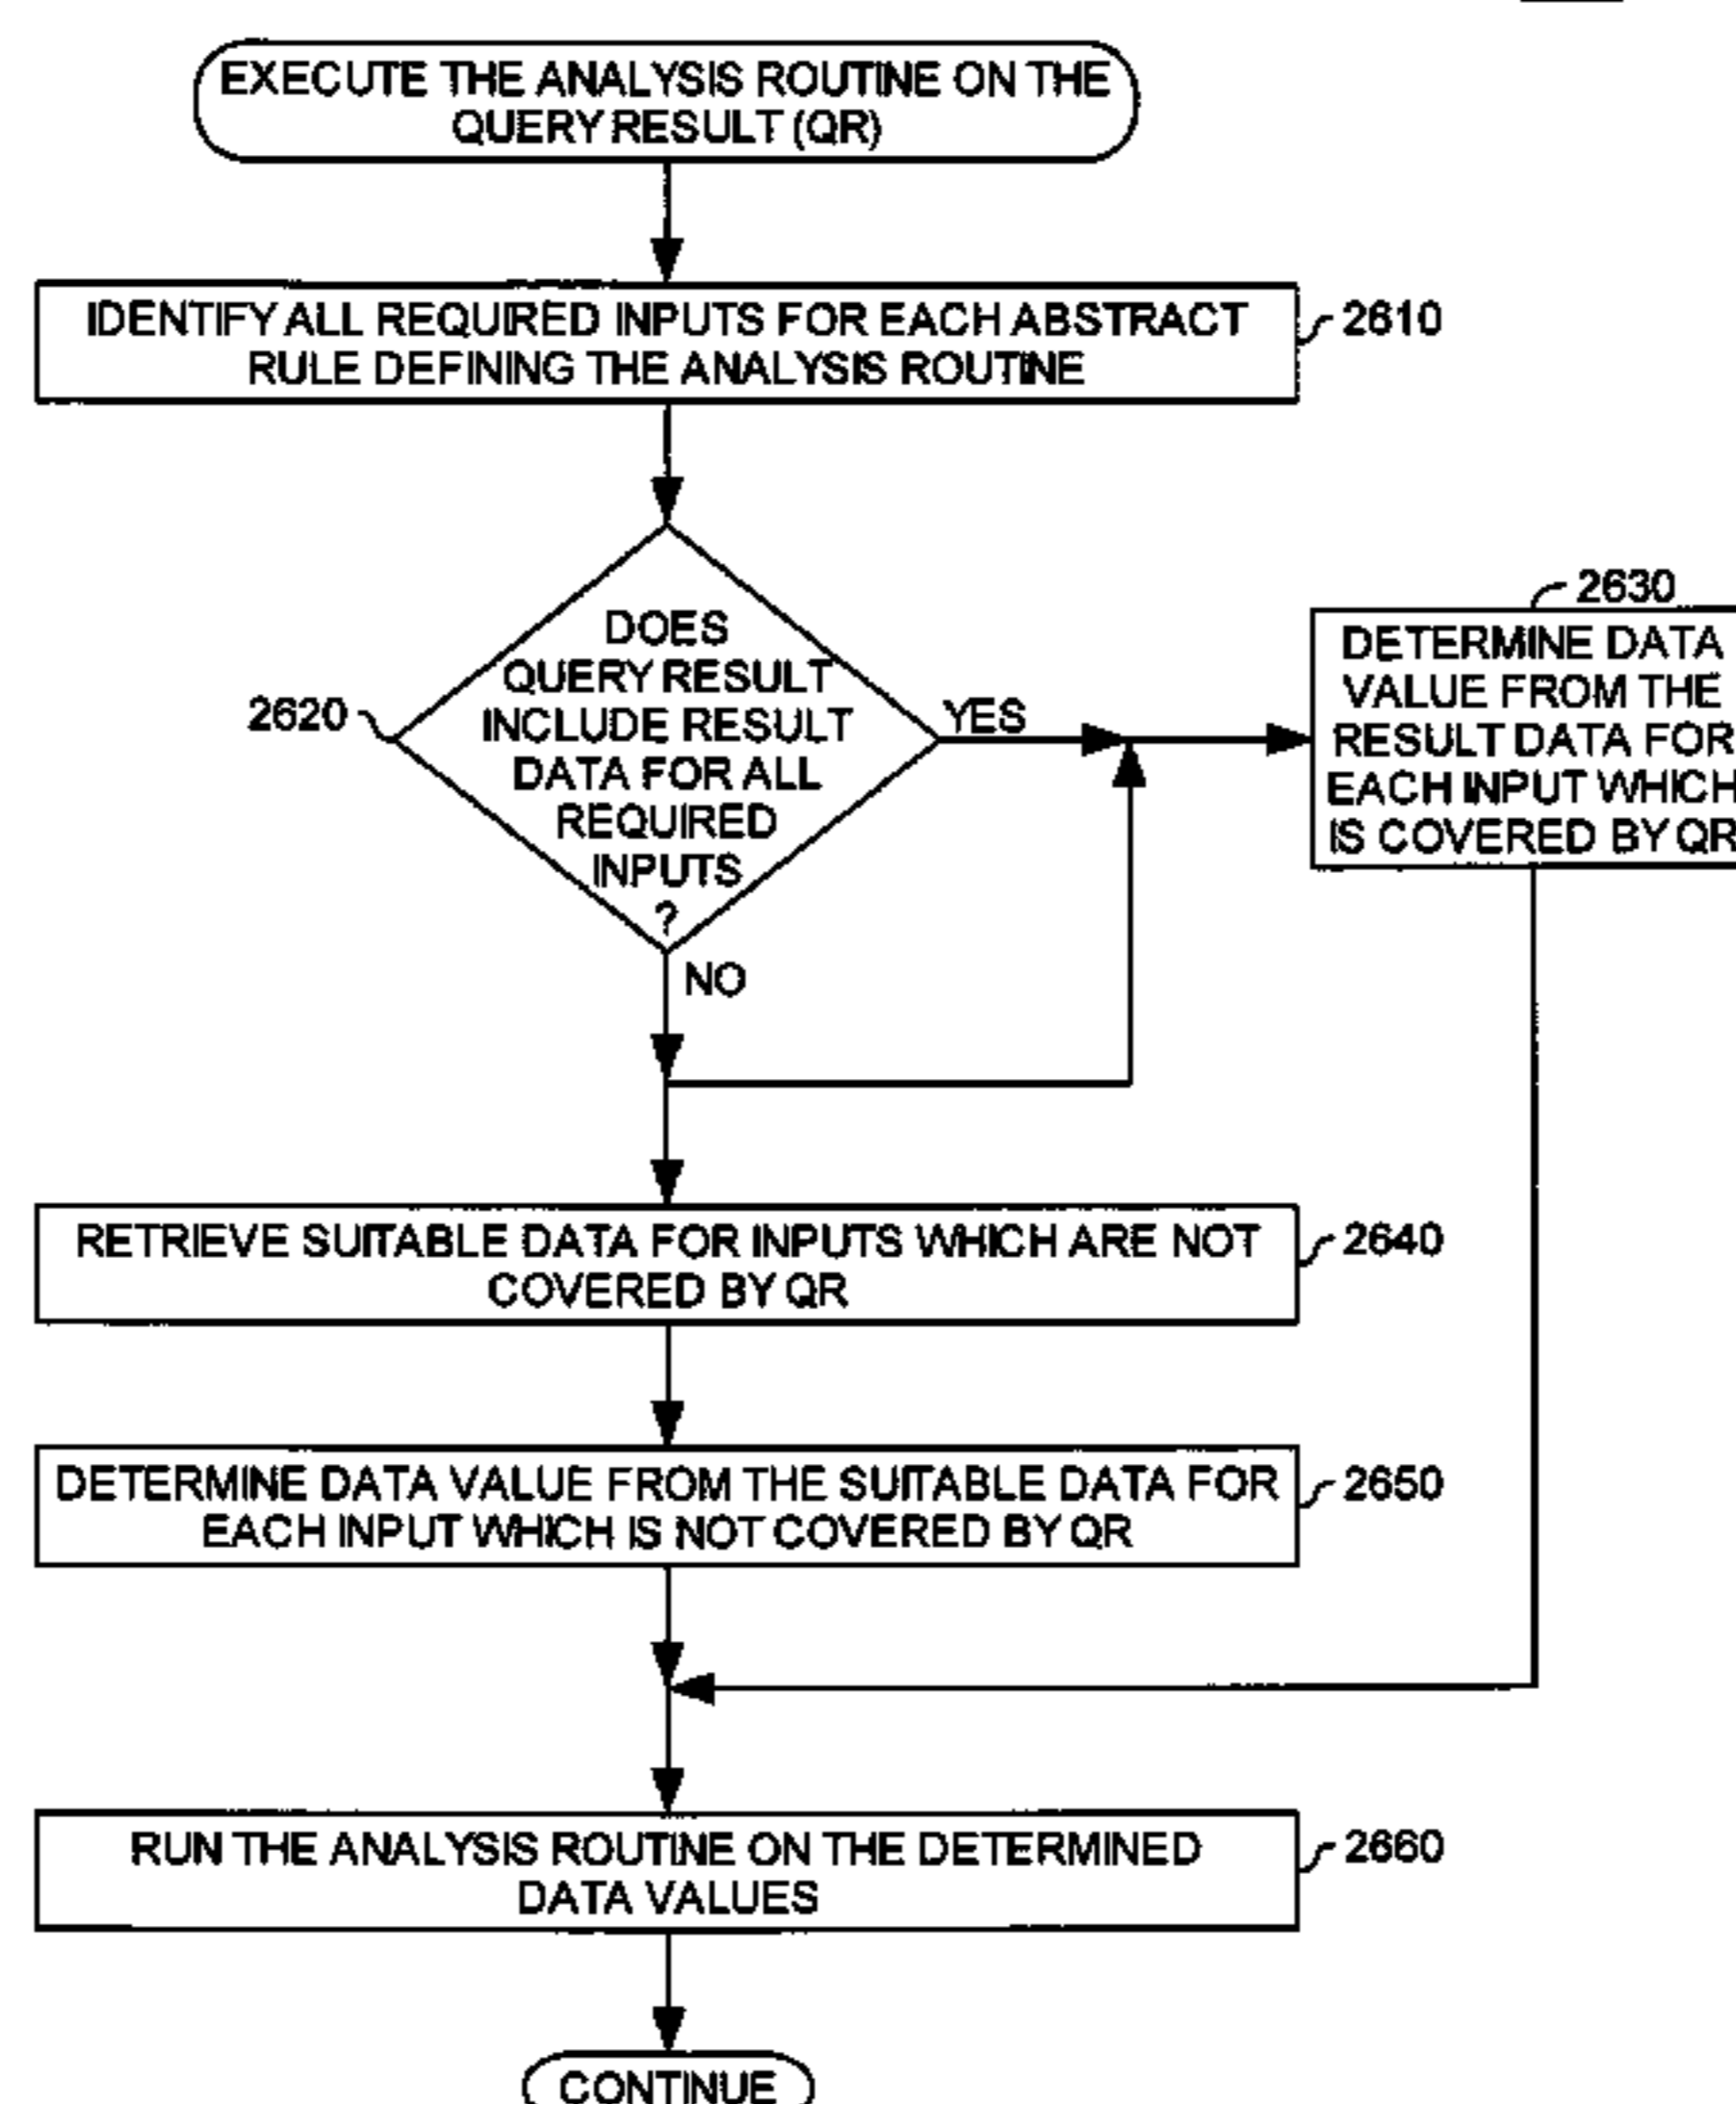 EXECUTE THE ANALYSIS ROUTINE ON THE
QUERY RESULT (QR)
IDENTIFY ALL REQUIRED INPUTS FOR EACH ABSTRACT
RULE DEFINING THE ANALYSIS ROUTINE
2610
DOES
QUERY RESULT
INCLUDE RESULT
DATA FOR ALL
REQUIRED
INPUTS
?
2620
YES
NO
2630
DETERMINE DATA
VALUE FROM THE
RESULT DATA FOR
EACH INPUT WHICH
IS COVERED BY QR
RETRIEVE SUITABLE DATA FOR INPUTS WHICH ARE NOT
COVERED BY QR
2640
DETERMINE DATA VALUE FROM THE SUITABLE DATA FOR
EACH INPUT WHICH IS NOT COVERED BY QR
2650
RUN THE ANALYSIS ROUTINE ON THE DETERMINED
DATA VALUES
2660
CONTINUE